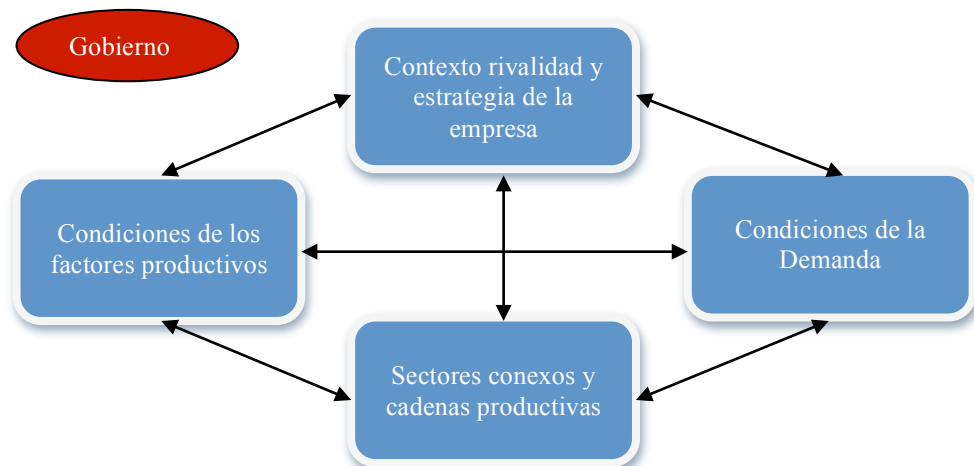 Gobierno
Contexto rivalidad y
estrategia de la
empresa
Condiciones de los
factores productivos
Condiciones de la
Demanda
Sectores conexos y
cadenas productivas